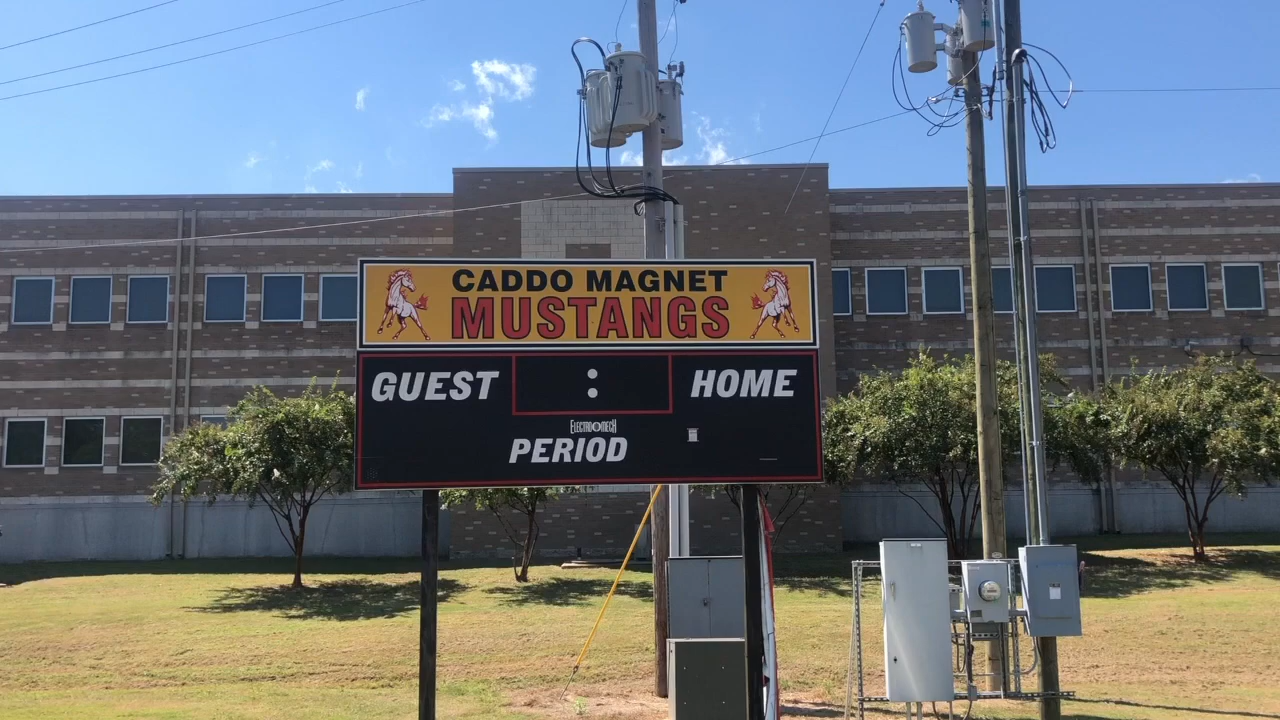 CADDO MAGNET
MUSTANGS
GUEST
:
HOME
ELECTRO-MECH
PERIOD